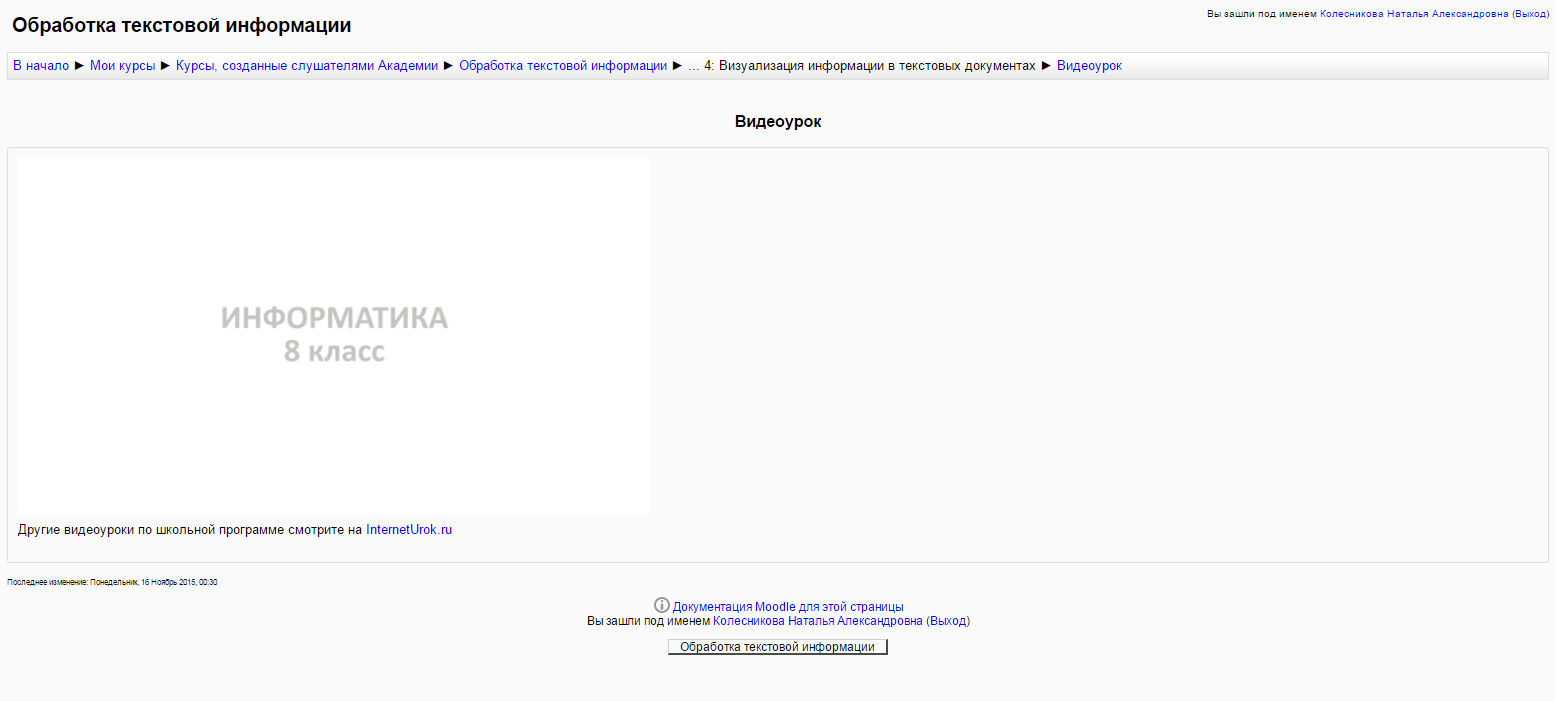 Обработка текстовой информации
Вы зашли под именем Колесникова Наталья Александровна (Выход)
В начало ► Мои курсы ► Курсы, созданные слушателями Академии ► Обработка текстовой информации ► ... 4: Визуализация информации в текстовых документах ► Видеоурок
Видеоурок
ИНФОРМАТИКА
8 класс
Другие видеоуроки по школьной программе смотрите на InternetUrok.ru
Последнее изменение: Понедельник, 16 Ноябрь 2015, 00:30
Документация Moodle для этой страницы
Вы зашли под именем Колесникова Наталья Александровна (Выход)
Обработка текстовой информации